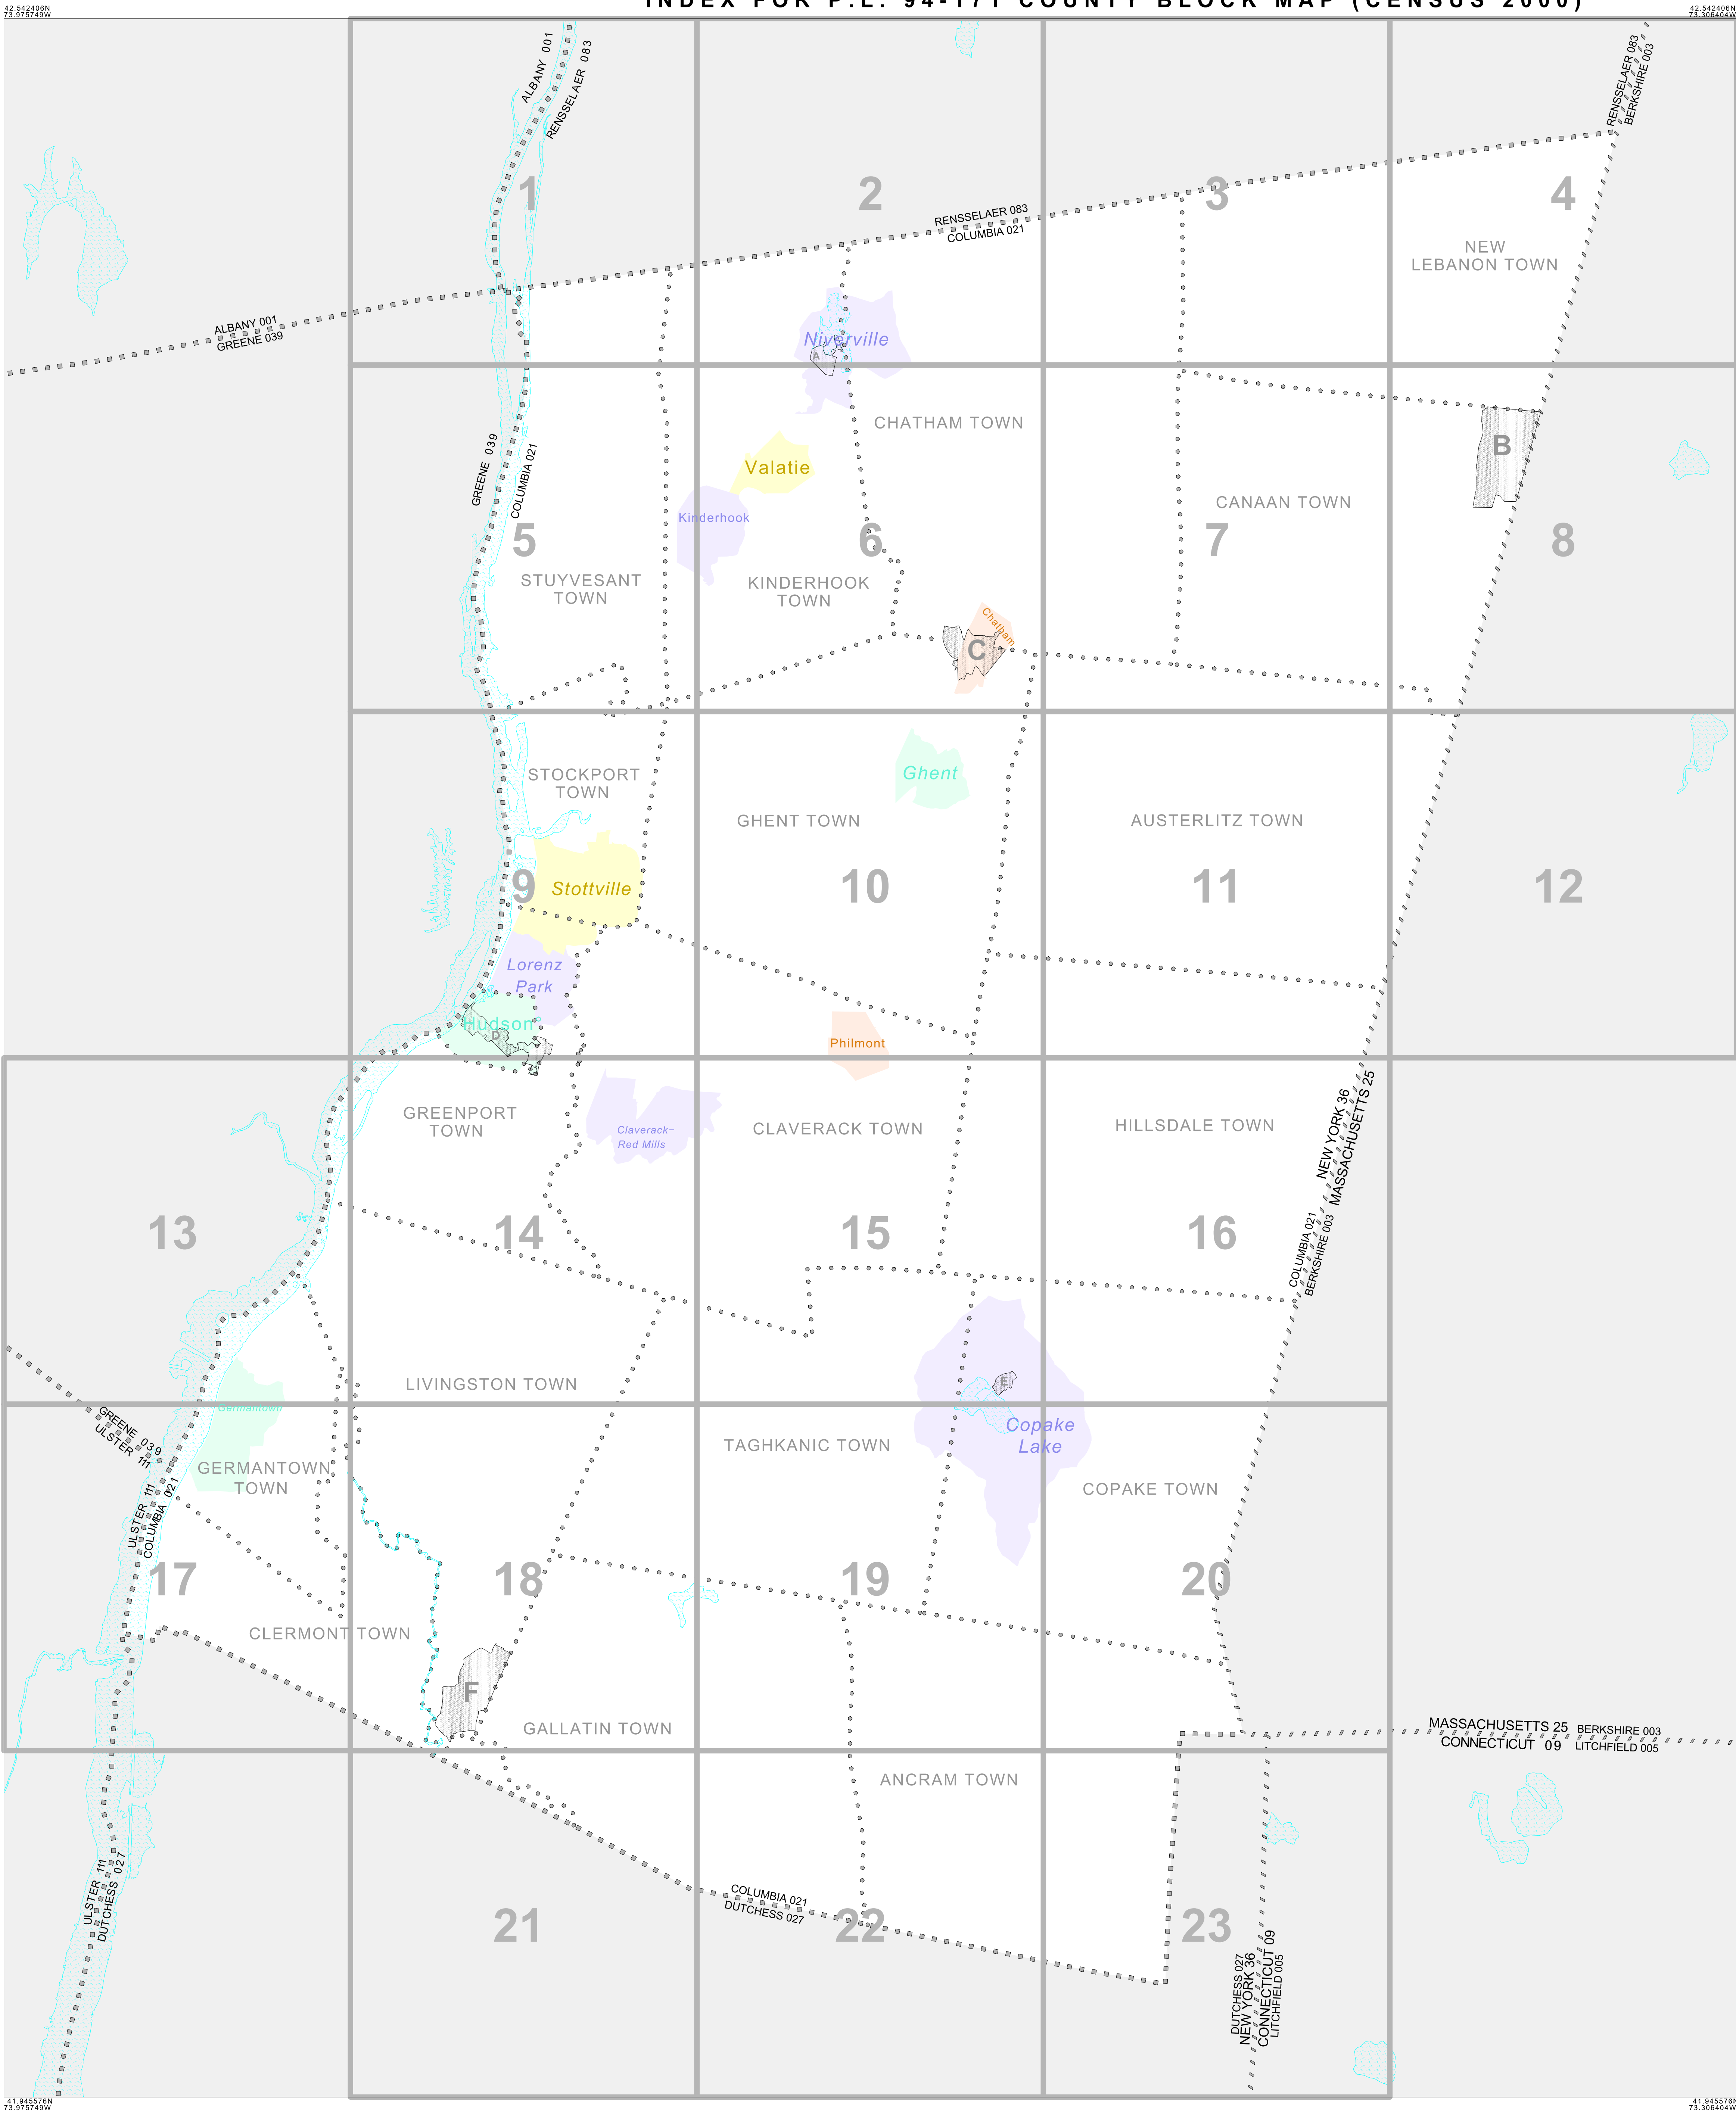 INDEX FOR P.L. 94-171 COUNTY BLOCK MAP (CENSUS 2000)
42.542406N
73.975749W
42.542406N
73.306404W
ALBANY 001
RENSSELAER 083
RENSSELAER 083
BERKSHIRE 003
1
2
3
4
RENSSELAER 083
COLUMBIA 021
NEW
LEBANON TOWN
ALBANY 001
GREENE 039
Niverville
A
CHATHAM TOWN
GREENE 039
COLUMBIA 021
Valatie
B
Kinderhook
CANAAN TOWN
5
6
7
8
STUYVESANT
TOWN
KINDERHOOK
TOWN
Chatham
C
STOCKPORT
TOWN
Ghent
GHENT TOWN
AUSTERLITZ TOWN
9
Stottville
10
11
12
Lorenz
Park
Hudson
D
Philmont
GREENPORT
TOWN
Claverack-
Red Mills
CLAVERACK TOWN
HILLSDALE TOWN
NEW YORK 36
MASSACHUSETTS 25
13
14
15
16
COLUMBIA 021
BERKSHIRE 003
LIVINGSTON TOWN
E
Germantown
GREENE 039
ULSTER 111
Copake
Lake
TAGHKANIC TOWN
GERMANTOWN
TOWN
COPAKE TOWN
ULSTER 111
COLUMBIA 021
17
18
19
20
CLERMONT TOWN
F
GALLATIN TOWN
MASSACHUSETTS 25 BERKSHIRE 003
CONNECTICUT 09 LITCHFIELD 005
ANCRAM TOWN
ULSTER 111
DUTCHESS 027
COLUMBIA 021
DUTCHESS 027
21
22
23
DUTCHESS 027
NEW YORK 36
CONNECTICUT 09
LITCHFIELD 005
41.945576N
73.975749W
41.945576N
73.306404W